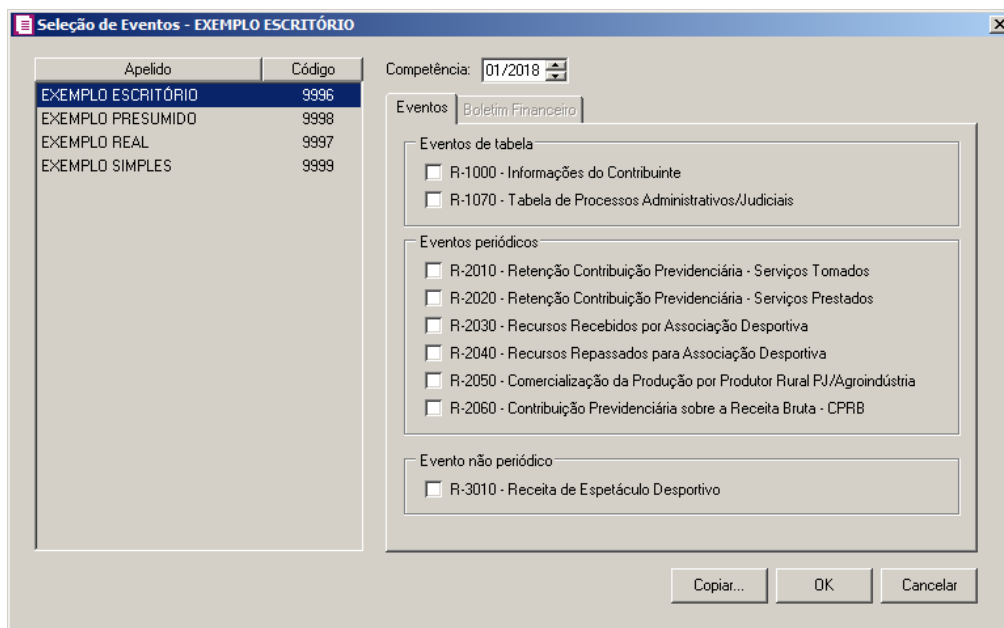 Seleção de Eventos - EXEMPLO ESCRITÓRIO
Apelido Código
EXEMPLO ESCRITÓRIO 9996
EXEMPLO PRESUMIDO 9998
EXEMPLO REAL 9997
EXEMPLO SIMPLES 9999
Competência: 01/2018
Eventos Boletim Financeiro
Eventos de tabela
R-1000 - Informações do Contribuinte
R-1070 - Tabela de Processos Administrativos/Judiciais
Eventos periódicos
R-2010 - Retenção Contribuição Previdenciária - Serviços Tomados
R-2020 - Retenção Contribuição Previdenciária - Serviços Prestados
R-2030 - Recursos Recebidos por Associação Desportiva
R-2040 - Recursos Repassados para Associação Desportiva
R-2050 - Comercialização da Produção por Produtor Rural PJ/Agroindústria
R-2060 - Contribuição Previdenciária sobre a Receita Bruta - CPRB
Evento não periódico
R-3010 - Receita de Espetáculo Desportivo
Copiar... OK Cancelar